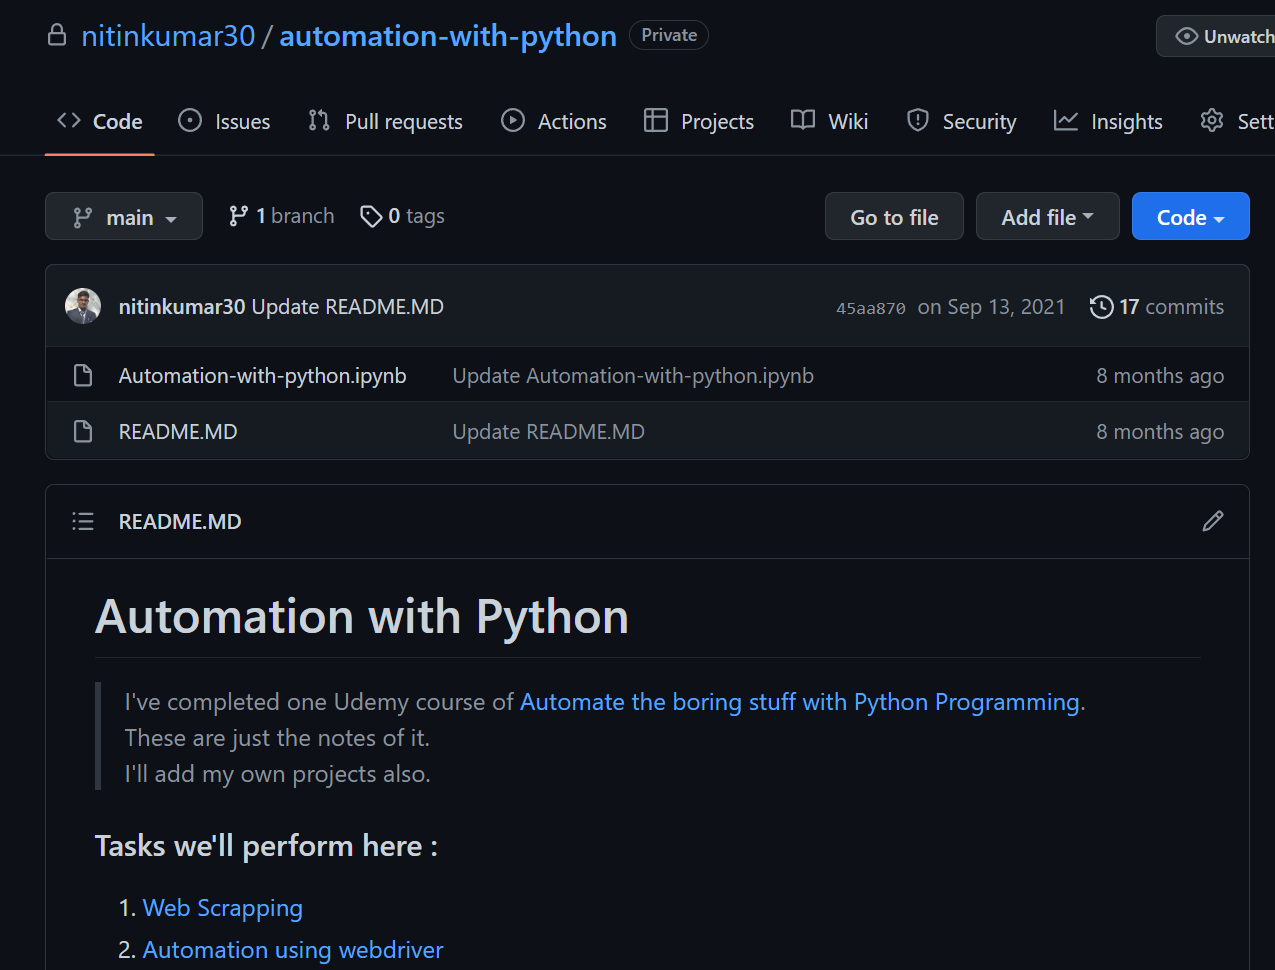 nitinkumar30 / automation-with-python Private Unwatch
Code Issues Pull requests Actions Projects Wiki Security Insights Sett
main 1 branch 0 tags Go to file Add file Code
nitinkumar30 Update README.MD 45aa870 on Sep 13, 2021 17 commits
Automation-with-python.ipynb Update Automation-with-python.ipynb 8 months ago
README.MD Update README.MD 8 months ago
README.MD
Automation with Python
I've completed one Udemy course of Automate the boring stuff with Python Programming.
These are just the notes of it.
I'll add my own projects also.
Tasks we'll perform here :
1. Web Scrapping
2. Automation using webdriver